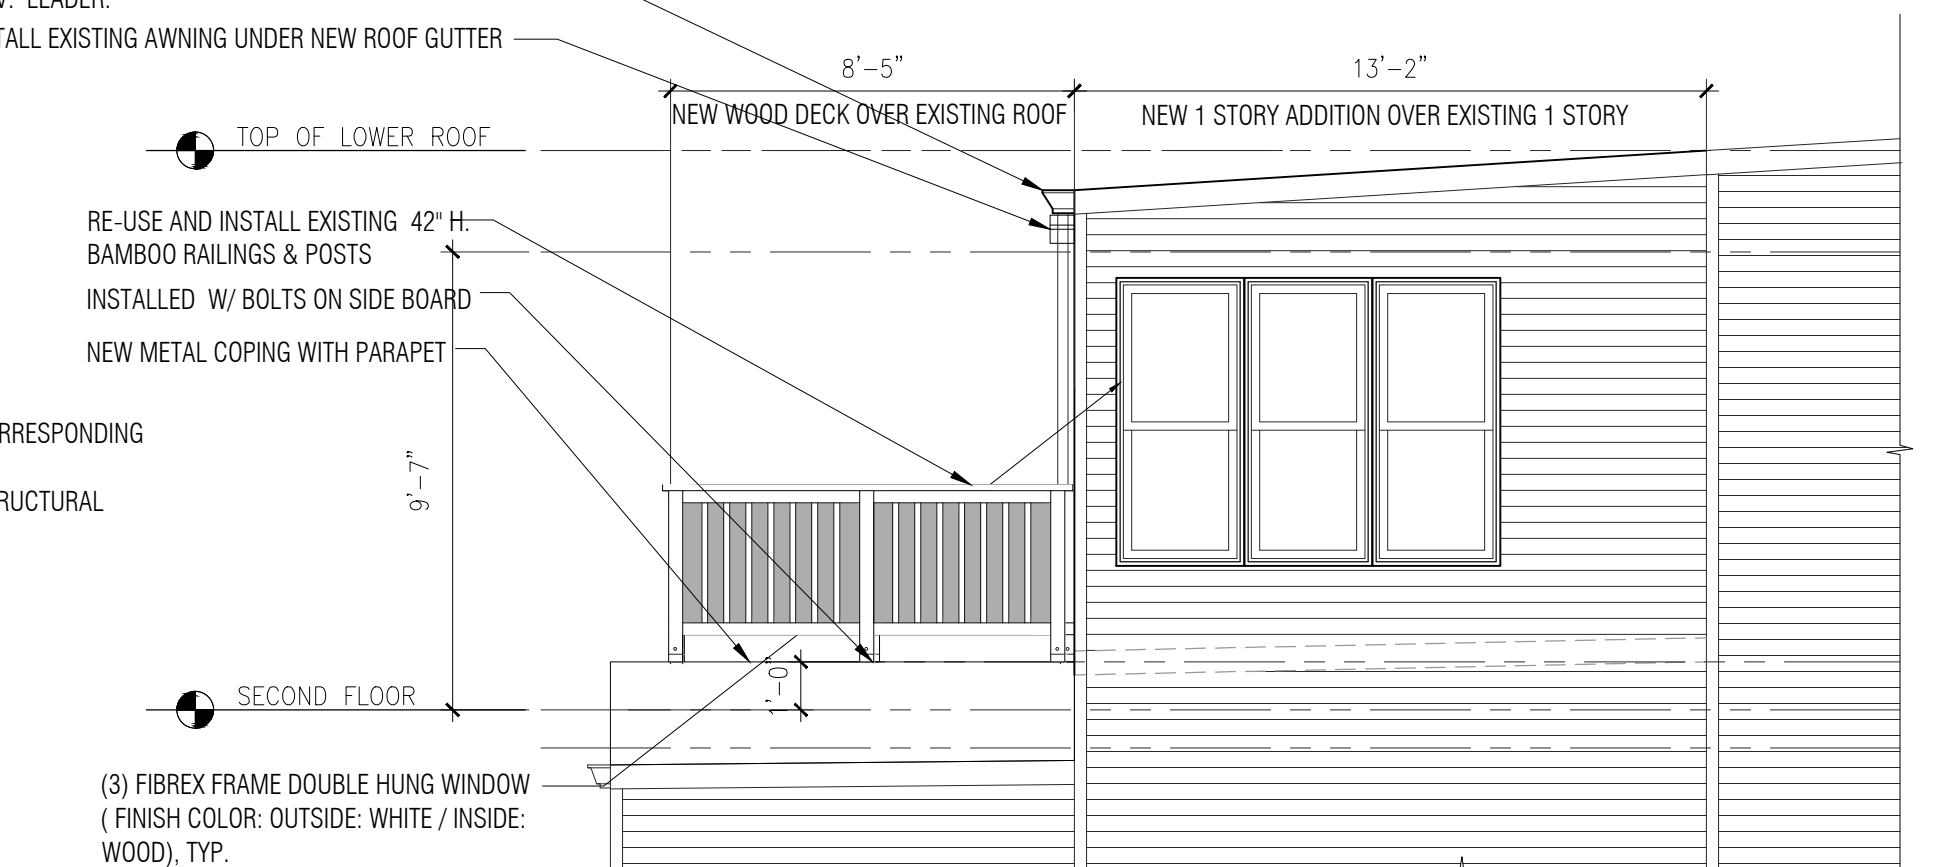 LEADER.
EXISTING AWNING UNDER NEW ROOF GUTTER
8'-5"
13'-2"
NEW WOOD DECK OVER EXISTING ROOF
NEW 1 STORY ADDITION OVER EXISTING 1 STORY
TOP OF LOWER ROOF
RE-USE AND INSTALL EXISTING 42" H.
BAMBOO RAILINGS & POSTS
INSTALLED W/ BOLTS ON SIDE BOARD
NEW METAL COPING WITH PARAPET
RRESPONDING
9'-7"
RUCTURAL
1'-0"
SECOND FLOOR
(3) FIBREX FRAME DOUBLE HUNG WINDOW
( FINISH COLOR: OUTSIDE: WHITE / INSIDE:
WOOD), TYP.